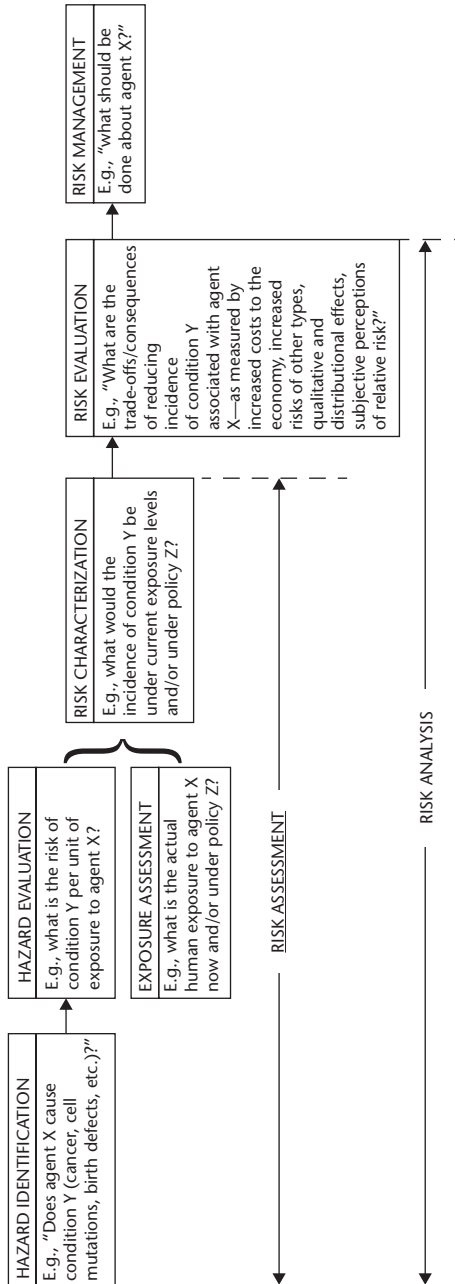 HAZARD IDENTIFICATION
E.g., “Does agent X cause
condition Y (cancer, cell
mutations, birth defects, etc.)?”
HAZARD EVALUATION
E.g., what is the risk of
condition Y per unit of
exposure to agent X?
EXPOSURE ASSESSMENT
E.g., what is the actual
human exposure to agent X
now and/or under policy Z?
RISK CHARACTERIZATION
E.g., what would the
incidence of condition Y be
under current exposure levels
and/or under policy Z?
RISK EVALUATION
E.g., “What are the
trade-offs/consequences
of reducing
incidence
of condition Y
associated with agent
X—as measured by
increased costs to the
economy, increased
risks of other types,
qualitative and
distributional effects,
subjective perceptions
of relative risk?”
RISK MANAGEMENT
E.g., “what should be
done about agent X?”
RISK ASSESSMENT
RISK ANALYSIS